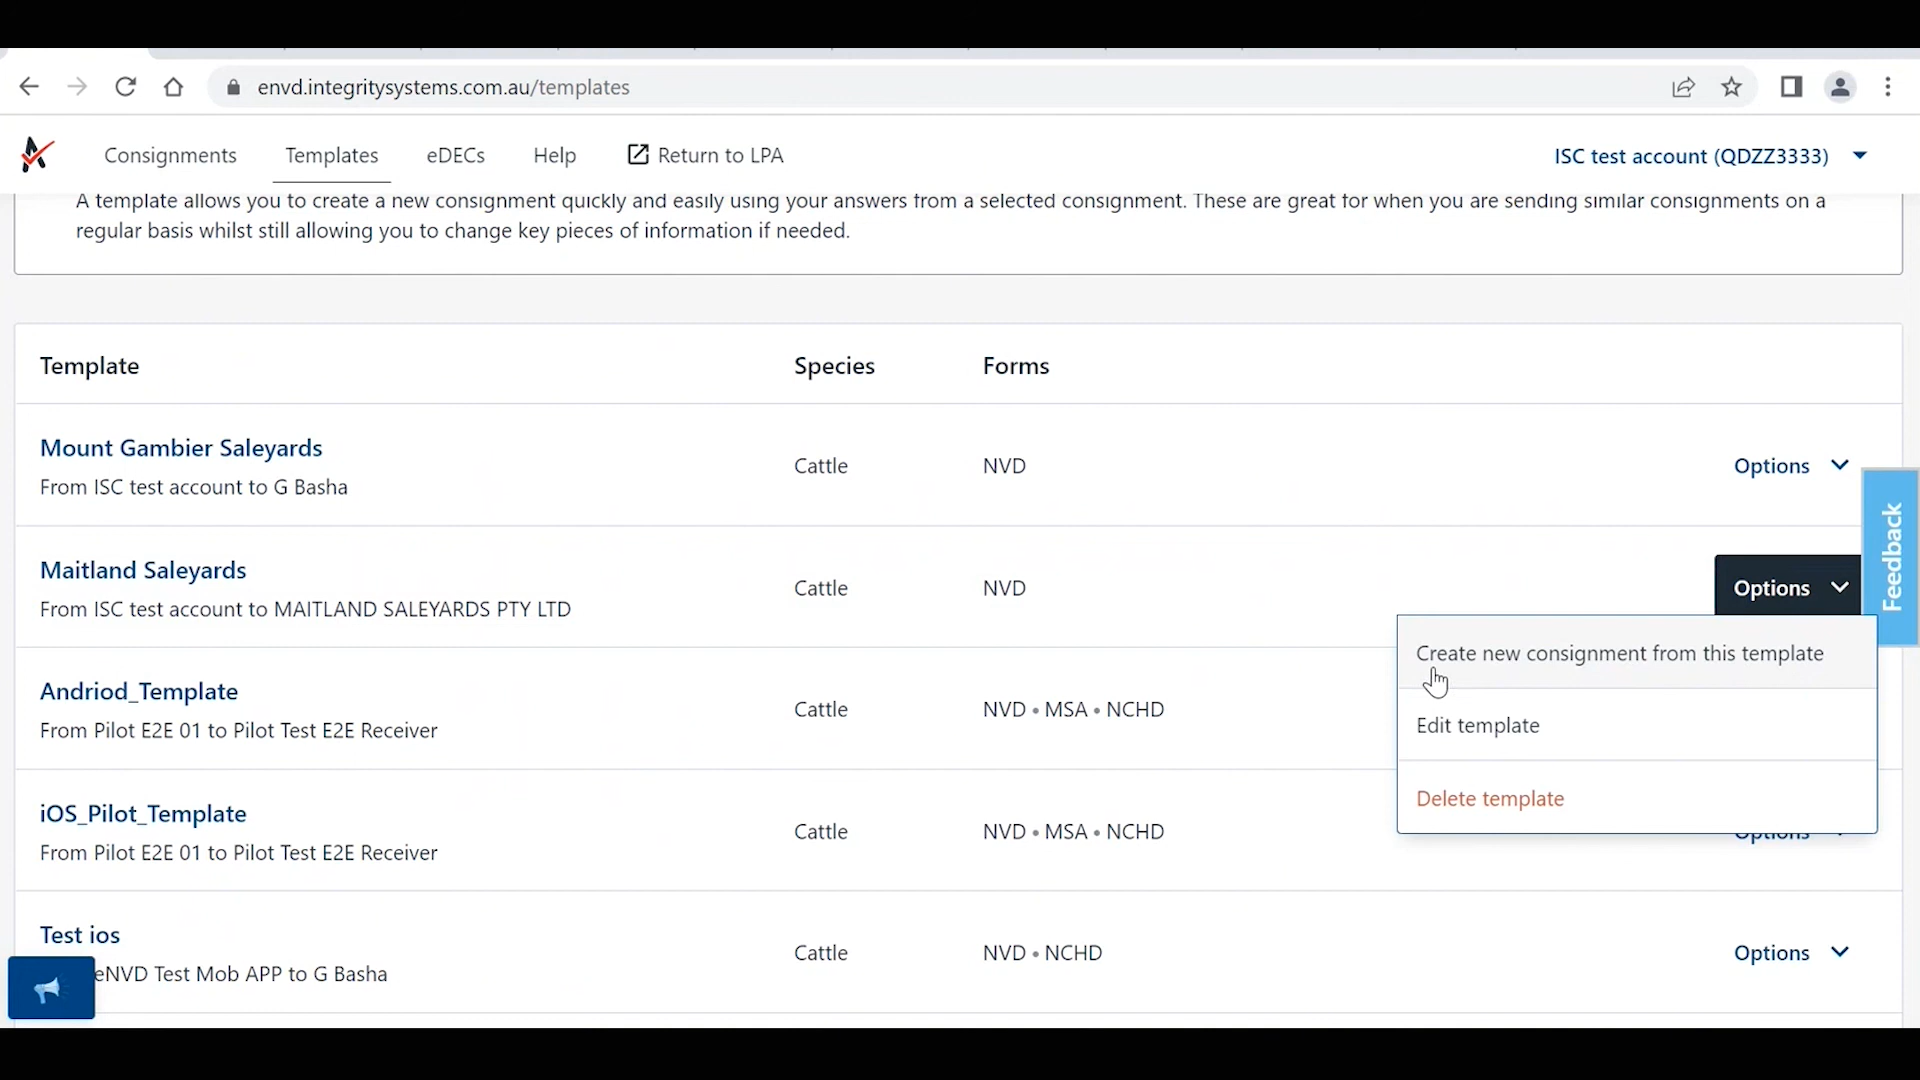 envd.integritysystems.com.au/templates
Consignments Templates eDECs Help Return to LPA ISC test account (QDZZ3333)
A template allows you to create a new consignment quickly and easily using your answers from a selected consignment. These are great for when you are sending similar consignments on a
regular basis whilst still allowing you to change key pieces of information if needed.
Template Species Forms
Mount Gambier Saleyards
From ISC test account to G Basha
Cattle NVD Options
Maitland Saleyards
From ISC test account to MAITLAND SALEYARDS PTY LTD
Cattle NVD Options
Feedback
Create new consignment from this template
Edit template
Delete template
Andriod_Template
From Pilot E2E 01 to Pilot Test E2E Receiver
Cattle NVD • MSA • NCHD
iOS_Pilot_Template
From Pilot E2E 01 to Pilot Test E2E Receiver
Cattle NVD • MSA • NCHD Options
Test ios
eNVD Test Mob APP to G Basha
Cattle NVD • NCHD Options